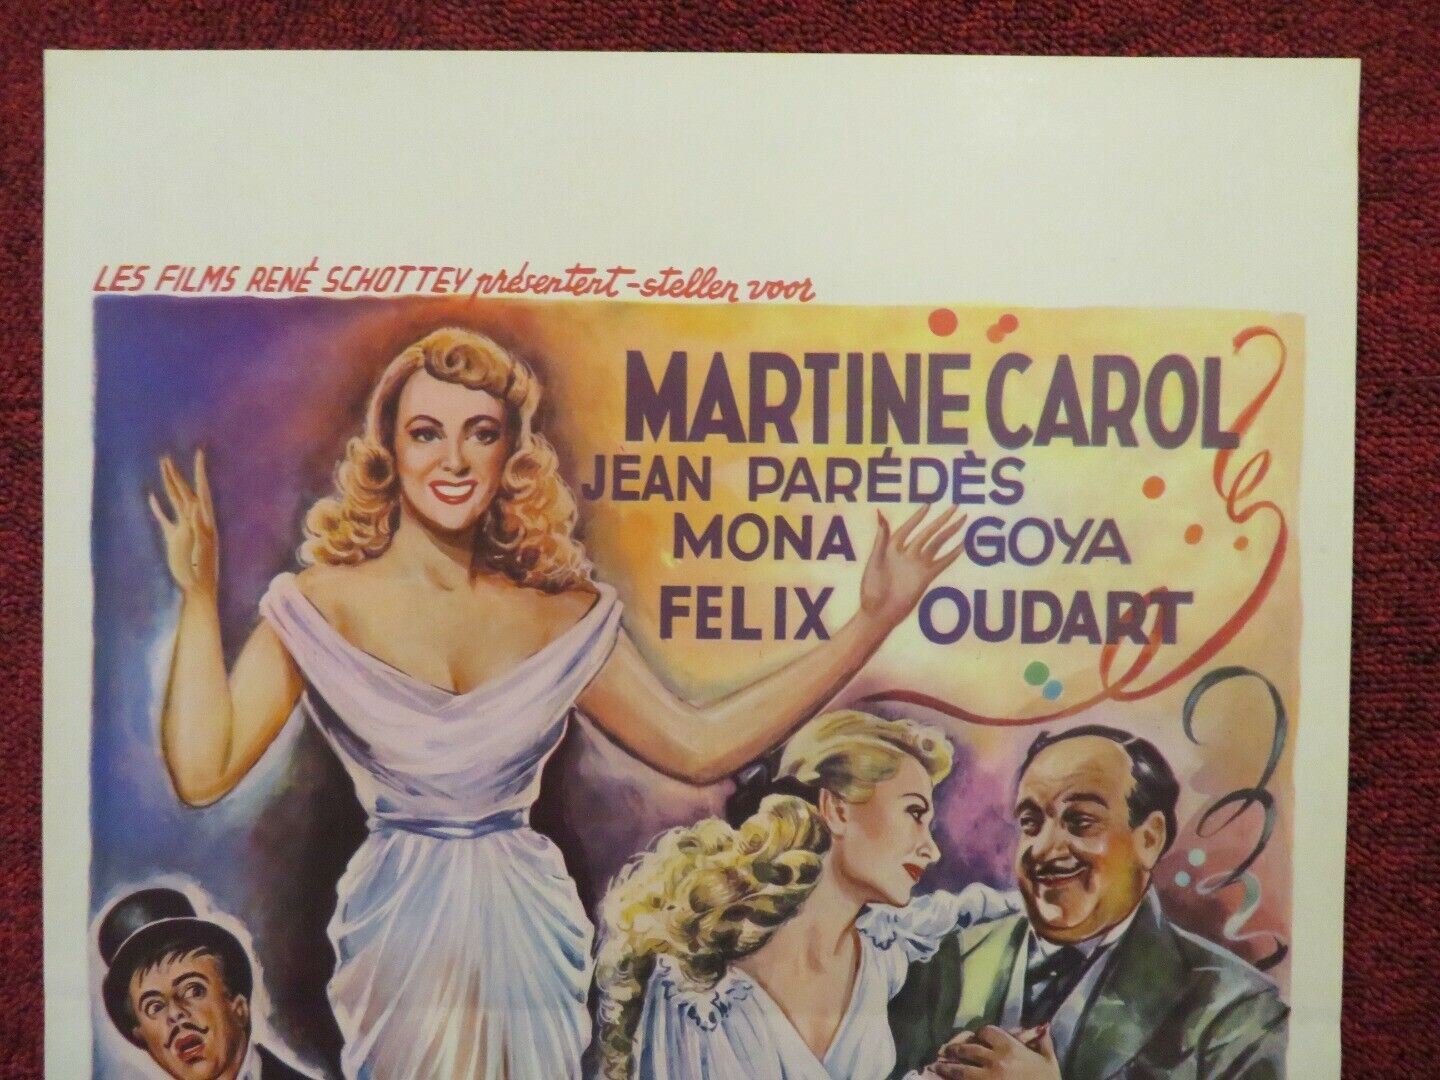 LES FILMS RENÉ SCHOTTEY présentent - stellen voor
MARTINE CAROL
JEAN PARÉDÈS
MONA GOYA
FELIX OUDART